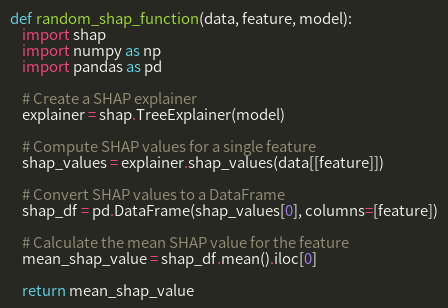 def random_shap_function(data, feature, model):
import shap
import numpy as np
import pandas as pd
# Create a SHAP explainer
explainer = shap.TreeExplainer(model)
# Compute SHAP values for a single feature
shap_values = explainer.shap_values(data[[feature]])
# Convert SHAP values to a DataFrame
shap_df = pd.DataFrame(shap_values[0], columns=[feature])
# Calculate the mean SHAP value for the feature
mean_shap_value = shap_df.mean().iloc[0]
return mean_shap_value